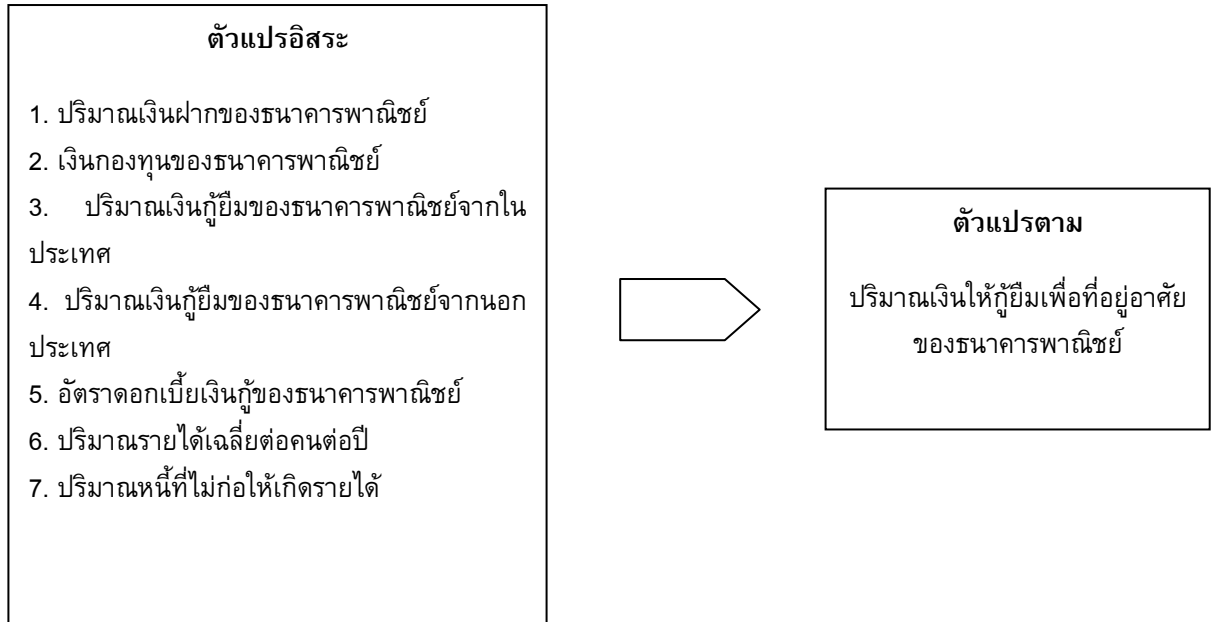 ตัวแปรอิสระ
1. ปริมาณเงินฝากของธนาคารพาณิชย์
2. เงินกองทุนของธนาคารพาณิชย์
3. ปริมาณเงินกู้ยืมของธนาคารพาณิชย์จากใน
ประเทศ
4. ปริมาณเงินกู้ยืมของธนาคารพาณิชย์จากนอก
ประเทศ
5. อัตราดอกเบี้ยเงินกู้ของธนาคารพาณิชย์
6. ปริมาณรายได้เฉลี่ยต่อคนต่อปี
7. ปริมาณหนี้ที่ไม่ก่อให้เกิดรายได้
ตัวแปรตาม
ปริมาณเงินให้กู้ยืมเพื่อที่อยู่อาศัย
ของธนาคารพาณิชย์